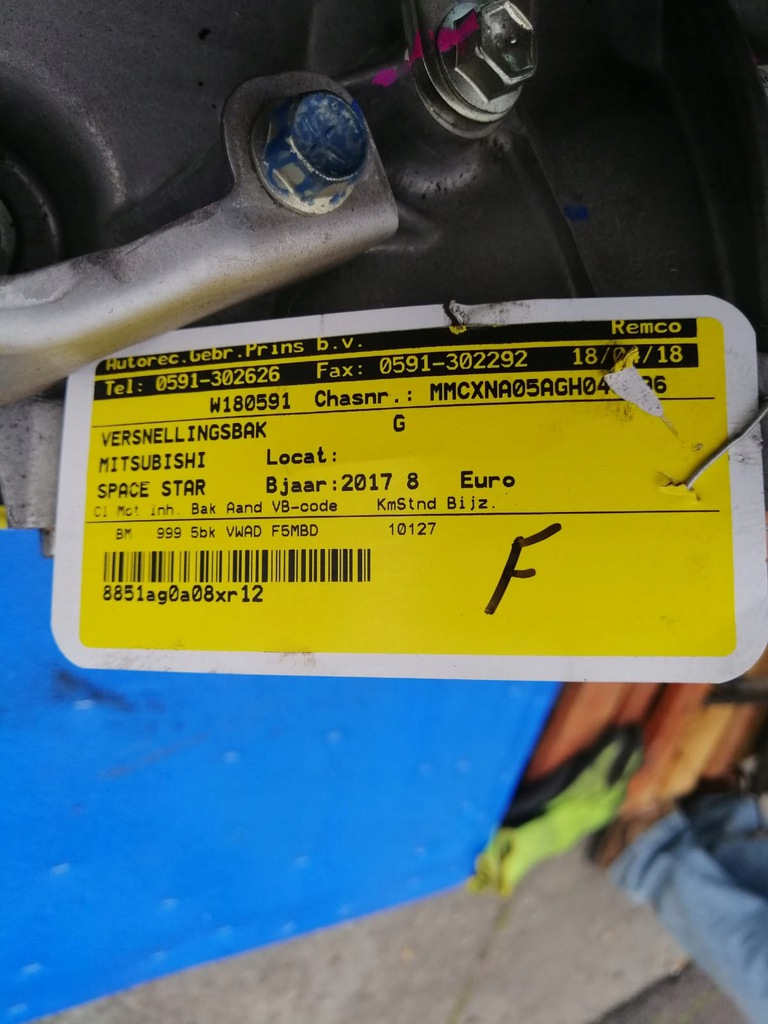 Remco
Autorec.Gebr.Prins b.v.
Tel: 0591-302626 Fax: 0591-302292
W180591 Chasnr.:
VERSNELLINGSBAK G
MITSUBISHI Locat:
SPACE STAR Bjaar:2017 8 Euro
Cl Mot Inh. Bak Aand VB-code KmStnd Bijz.
BM 999 5bk VWAD F5MBD 10127
8851ag0a08xr12
F